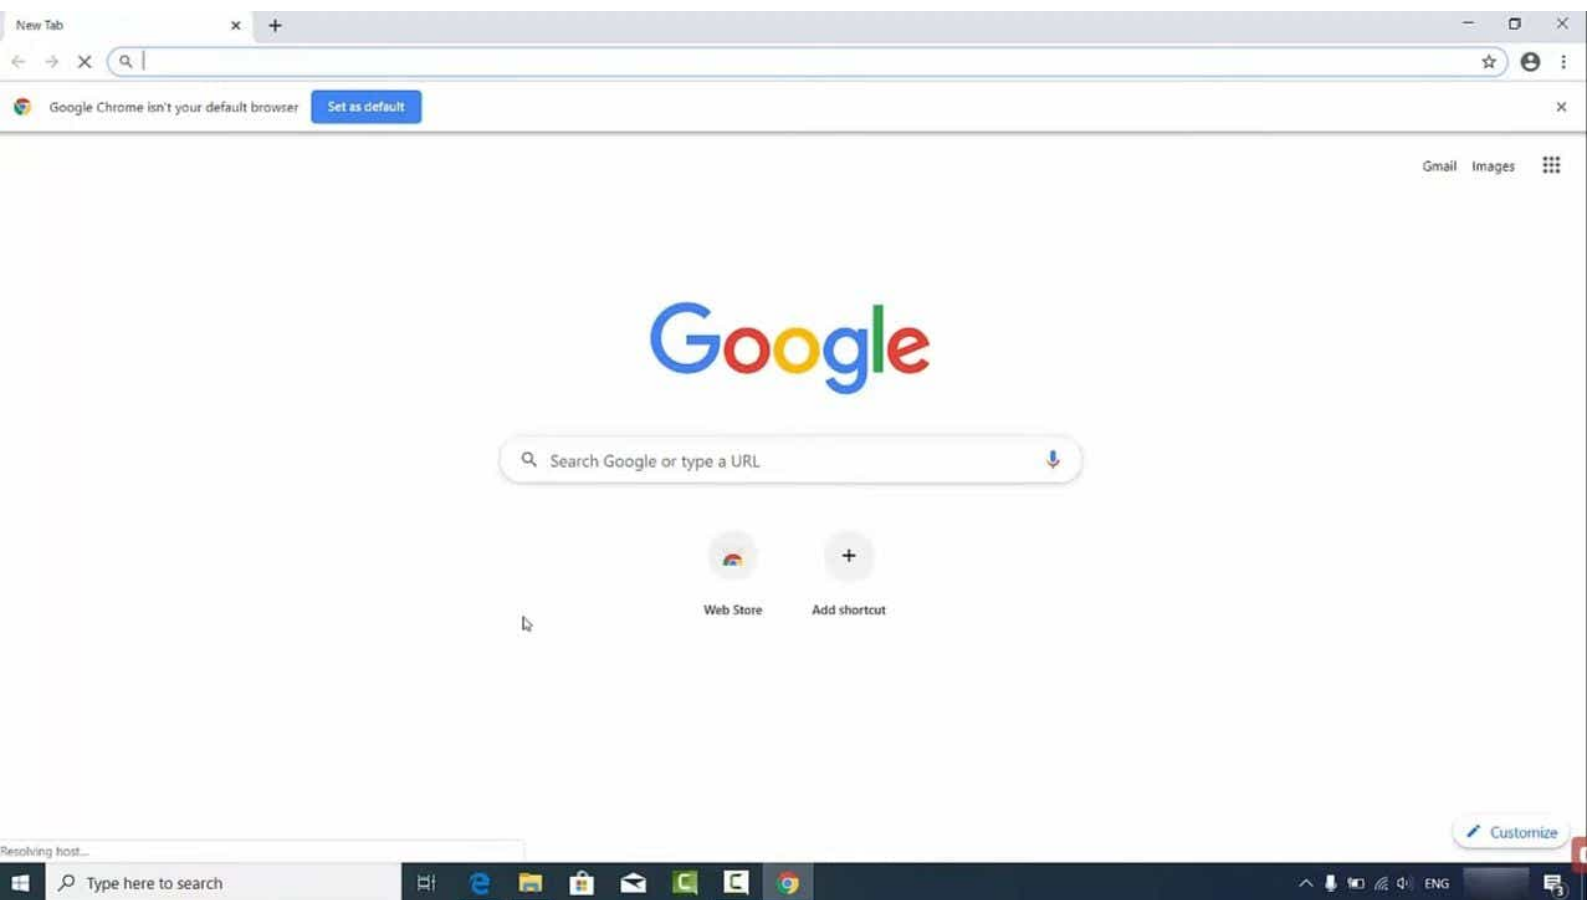 New Tab
Google Chrome isn't your default browser
Set as default
Gmail Images
Google
Search Google or type a URL
Web Store
Add shortcut
Customize
Resolving host...
Type here to search
ENG
3